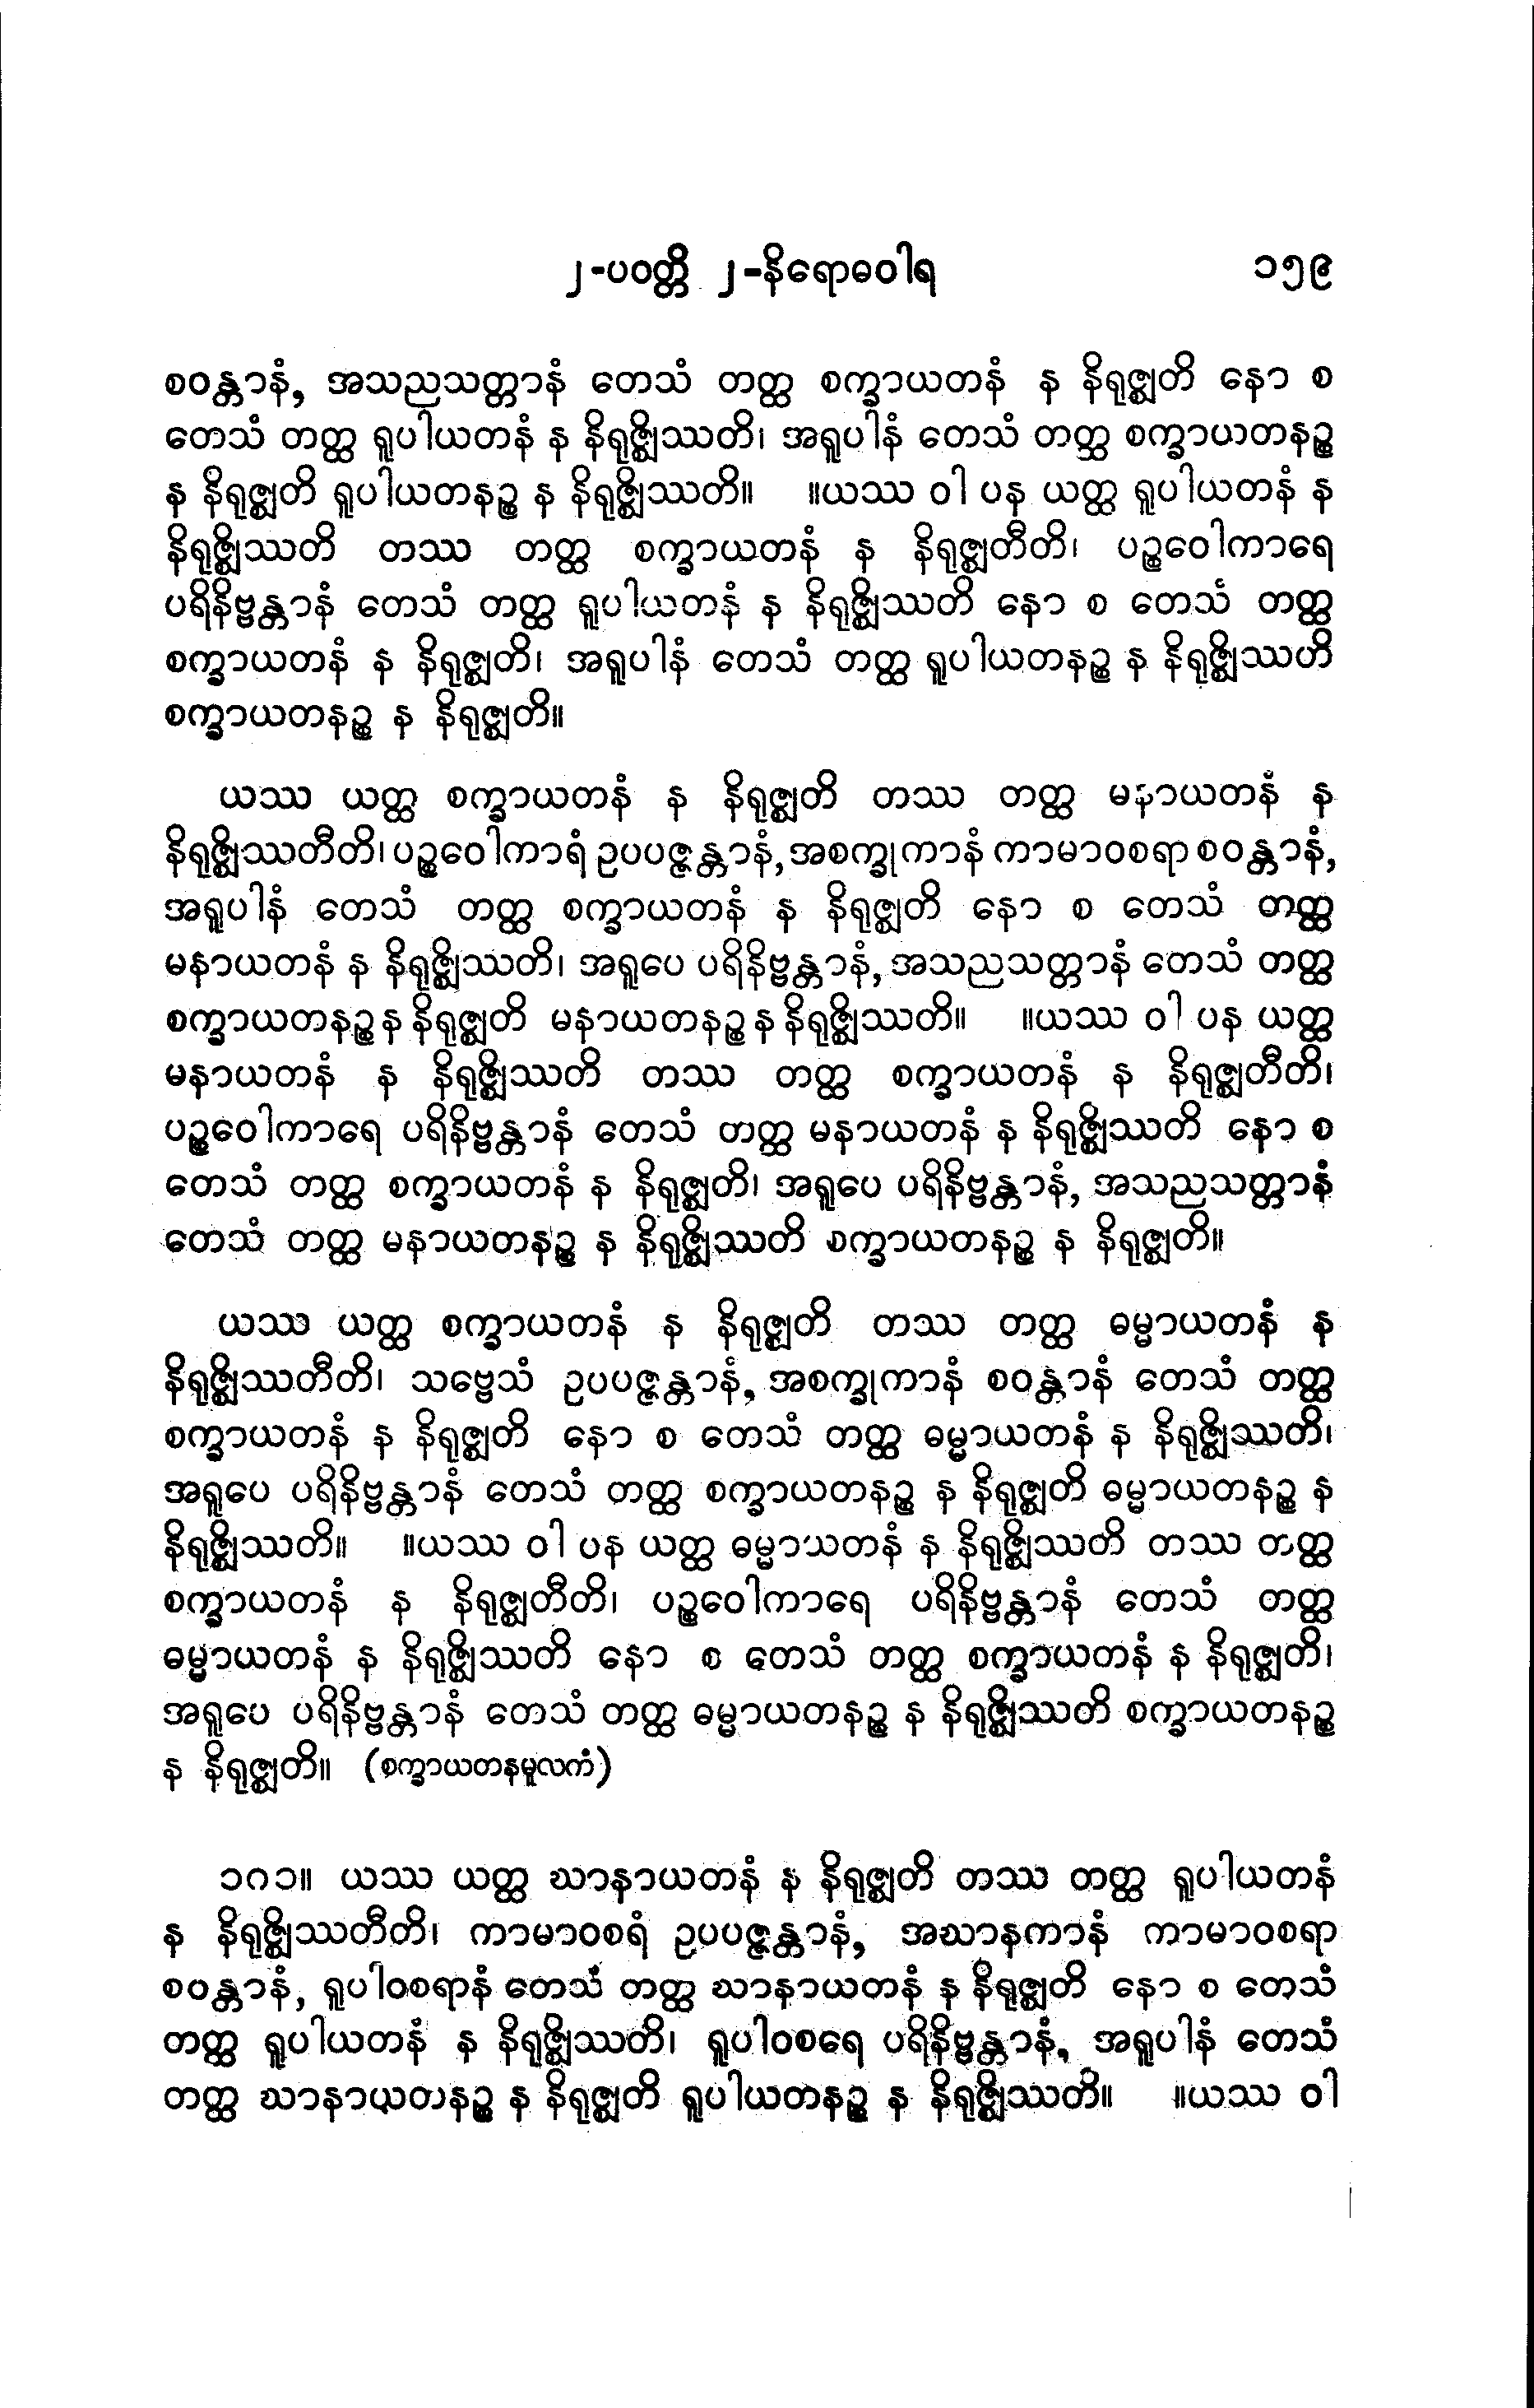 ၂-ပဝတ္တိ ၂-နိရောဓဝါရ ၁၅၉
စဝန္တာနံ, အသညသတ္တာနံ တေသံ တတ္ထ စက္ခာယတနံ န နိရုဇ္ဈတိ နော စ
တေသံ တတ္ထ ရူပါယတနံ န နိရုဇ္ဈိဿတိ၊ အရူပါနံ တေသံ တတ္ထ စက္ခာယတနဉ္စ
န နိရုဇ္ဈတိ ရူပါယတနဉ္စ န နိရုဇ္ဈိဿတိ။ ။ယဿ ဝါ ပန ယတ္ထ ရူပါယတနံ န
နိရုဇ္ဈိဿတိ တဿ တတ္ထ စက္ခာယတနံ န နိရုဇ္ဈတီတိ၊ ပဉ္စဝေါကာရေ
ပရိနိဗ္ဗန္တာနံ တေသံ တတ္ထ ရူပါယတနံ န နိရုဇ္ဈိဿတိ နော စ တေသံ တတ္ထ
စက္ခာယတနံ န နိရုဇ္ဈတိ၊ အရူပါနံ တေသံ တတ္ထ ရူပါယတနဉ္စ န နိရုဇ္ဈိဿတိ
စက္ခာယတနဉ္စ န နိရုဇ္ဈတိ။
ယဿ ယတ္ထ စက္ခာယတနံ န နိရုဇ္ဈတိ တဿ တတ္ထ မနာယတနံ န
နိရုဇ္ဈိဿတီတိ၊ ပဉ္စဝေါကာရံ ဥပပဇ္ဇန္တာနံ, အစက္ခုကာနံ ကာမာဝစရာ စဝန္တာနံ,
အရူပါနံ တေသံ တတ္ထ စက္ခာယတနံ န နိရုဇ္ဈတိ နော စ တေသံ တတ္ထ
မနာယတနံ န နိရုဇ္ဈိဿတိ၊ အရူပေ ပရိနိဗ္ဗန္တာနံ, အသညသတ္တာနံ တေသံ တတ္ထ
စက္ခာယတနဉ္စ န နိရုဇ္ဈတိ မနာယတနဉ္စ န နိရုဇ္ဈိဿတိ။ ။ယဿ ဝါ ပန ယတ္ထ
မနာယတနံ န နိရုဇ္ဈိဿတိ တဿ တတ္ထ စက္ခာယတနံ န နိရုဇ္ဈတီတိ၊
ပဉ္စဝေါကာရေ ပရိနိဗ္ဗန္တာနံ တေသံ တတ္ထ မနာယတနံ န နိရုဇ္ဈိဿတိ နော စ
တေသံ တတ္ထ စက္ခာယတနံ န နိရုဇ္ဈတိ၊ အရူပေ ပရိနိဗ္ဗန္တာနံ, အသညသတ္တာနံ
တေသံ တတ္ထ မနာယတနဉ္စ န နိရုဇ္ဈိဿတိ စက္ခာယတနဉ္စ န နိရုဇ္ဈတိ။
ယဿ ယတ္ထ စက္ခာယတနံ န နိရုဇ္ဈတိ တဿ တတ္ထ ဓမ္မာယတနံ န
နိရုဇ္ဈိဿတီတိ၊ သဗ္ဗေသံ ဥပပဇ္ဇန္တာနံ, အစက္ခုကာနံ စဝန္တာနံ တေသံ တတ္ထ
စက္ခာယတနံ န နိရုဇ္ဈတိ နော စ တေသံ တတ္ထ ဓမ္မာယတနံ န နိရုဇ္ဈိဿတိ၊
အရူပေ ပရိနိဗ္ဗန္တာနံ တေသံ တတ္ထ စက္ခာယတနဉ္စ န နိရုဇ္ဈတိ ဓမ္မာယတနဉ္စ န
နိရုဇ္ဈိဿတိ။ ။ယဿ ဝါ ပန ယတ္ထ ဓမ္မာယတနံ န နိရုဇ္ဈိဿတိ တဿ တတ္ထ
စက္ခာယတနံ န နိရုဇ္ဈတီတိ၊ ပဉ္စဝေါကာရေ ပရိနိဗ္ဗန္တာနံ တေသံ တတ္ထ
ဓမ္မာယတနံ န နိရုဇ္ဈိဿတိ နော စ တေသံ တတ္ထ စက္ခာယတနံ န နိရုဇ္ဈတိ၊
အရူပေ ပရိနိဗ္ဗန္တာနံ တေသံ တတ္ထ ဓမ္မာယတနဉ္စ န နိရုဇ္ဈိဿတိ စက္ခာယတနဉ္စ
န နိရုဇ္ဈတိ။ (စက္ခာယတနမူလကံ)
၁၇၁။ ယဿ ယတ္ထ ဃာနာယတနံ န နိရုဇ္ဈတိ တဿ တတ္ထ ရူပါယတနံ
န နိရုဇ္ဈိဿတီတိ၊ ကာမာဝစရံ ဥပပဇ္ဇန္တာနံ, အဃာနကာနံ ကာမာဝစရာ
စဝန္တာနံ, ရူပါဝစရာနံ တေသံ တတ္ထ ဃာနာယတနံ န နိရုဇ္ဈတိ နော စ တေသံ
တတ္ထ ရူပါယတနံ န နိရုဇ္ဈိဿတိ၊ ရူပါဝစရေ ပရိနိဗ္ဗန္တာနံ, အရူပါနံ တေသံ
တတ္ထ ဃာနာယတနဉ္စ န နိရုဇ္ဈတိ ရူပါယတနဉ္စ န နိရုဇ္ဈိဿတိ။ ။ယဿ ဝါ